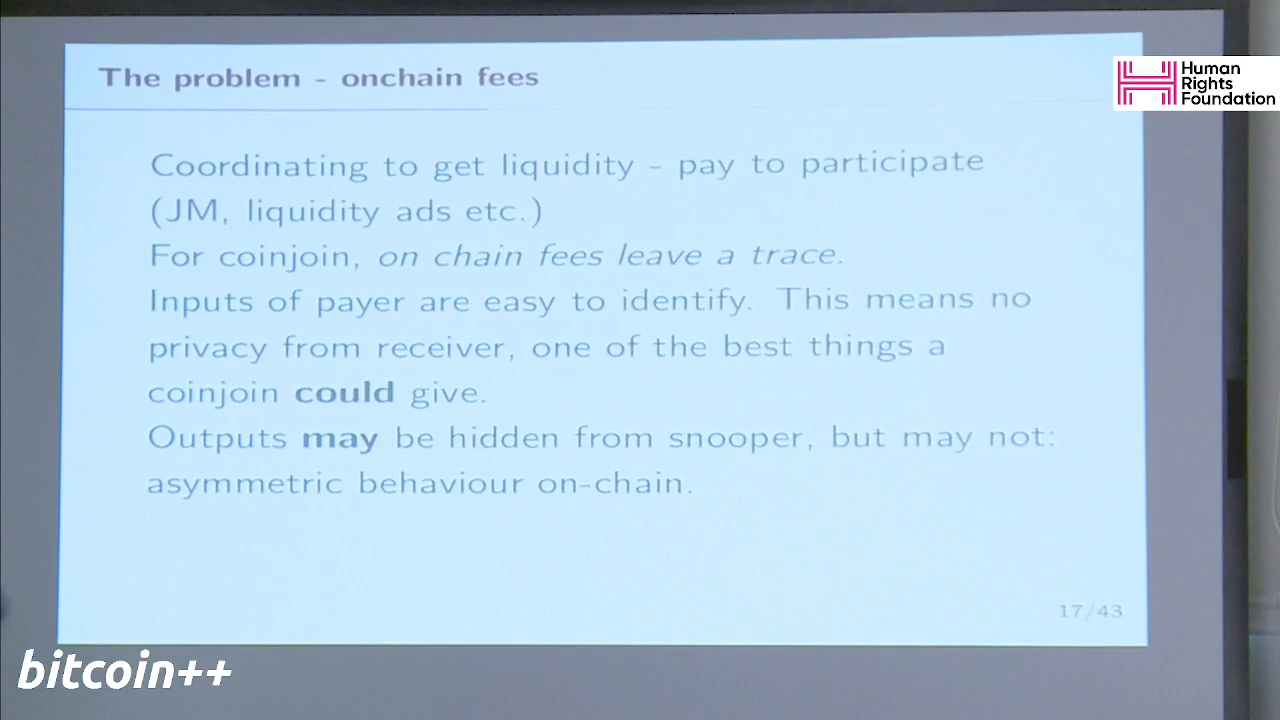 The problem - onchain fees
Human
Rights
Foundation
Coordinating to get liquidity - pay to participate
(JM, liquidity ads etc.)
For coinjoin, on chain fees leave a trace.
Inputs of payer are easy to identify. This means no
privacy from receiver, one of the best things a
coinjoin could give.
Outputs may be hidden from snooper, but may not:
asymmetric behaviour on-chain.
17/43
bitcoin++